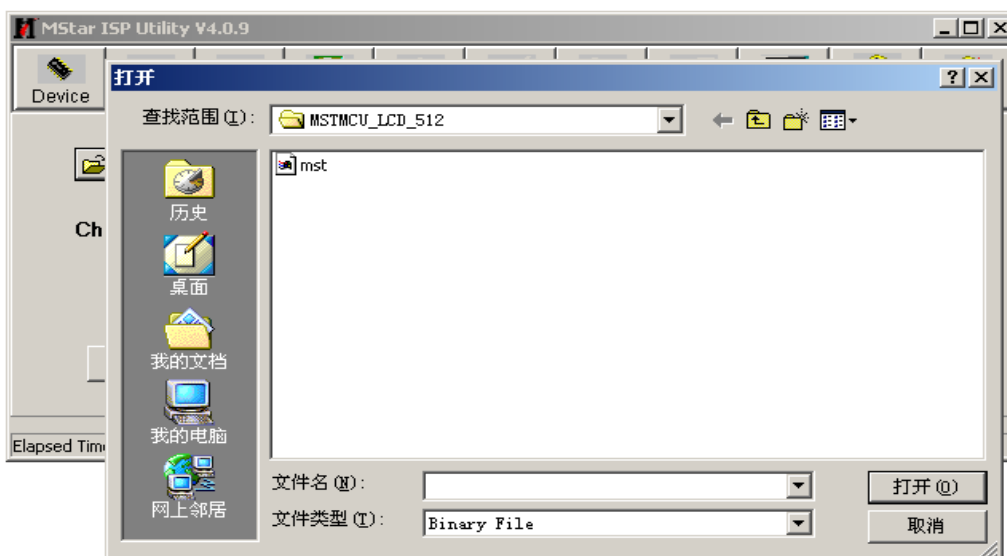 MStar ISP Utility V4.0.9
Device
打开
查找范围(I):
MSTMCU_LCD_512
mst
历史
Ch
桌面
我的文档
我的电脑
Elapsed Tim
网上邻居
文件名(N):
打开(O)
文件类型(T):
Binary File
取消